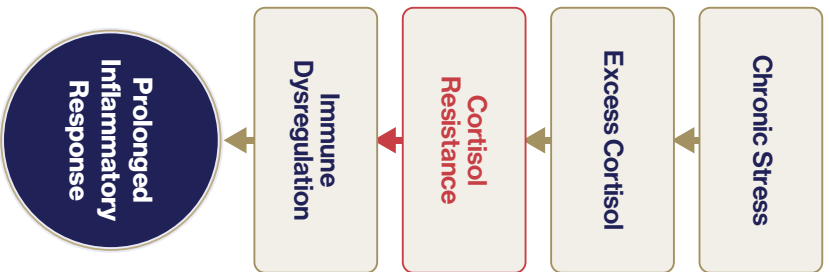 Chronic Stress
Excess Cortisol
Cortisol
Resistance
Immune
Dysregulation
Prolonged
Inflammatory
Response